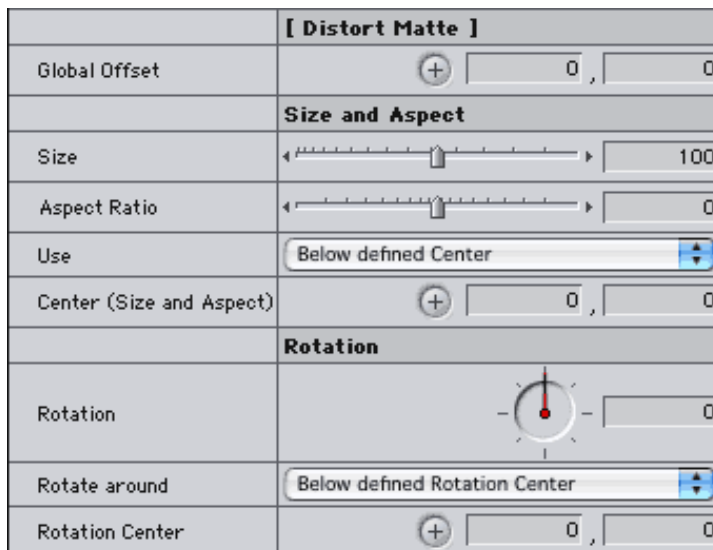 [ Distort Matte ]
Global Offset 0 , 0
Size and Aspect
Size 100
Aspect Ratio 0
Use Below defined Center
Center (Size and Aspect) 0 , 0
Rotation
Rotation 0
Rotate around Below defined Rotation Center
Rotation Center 0 , 0